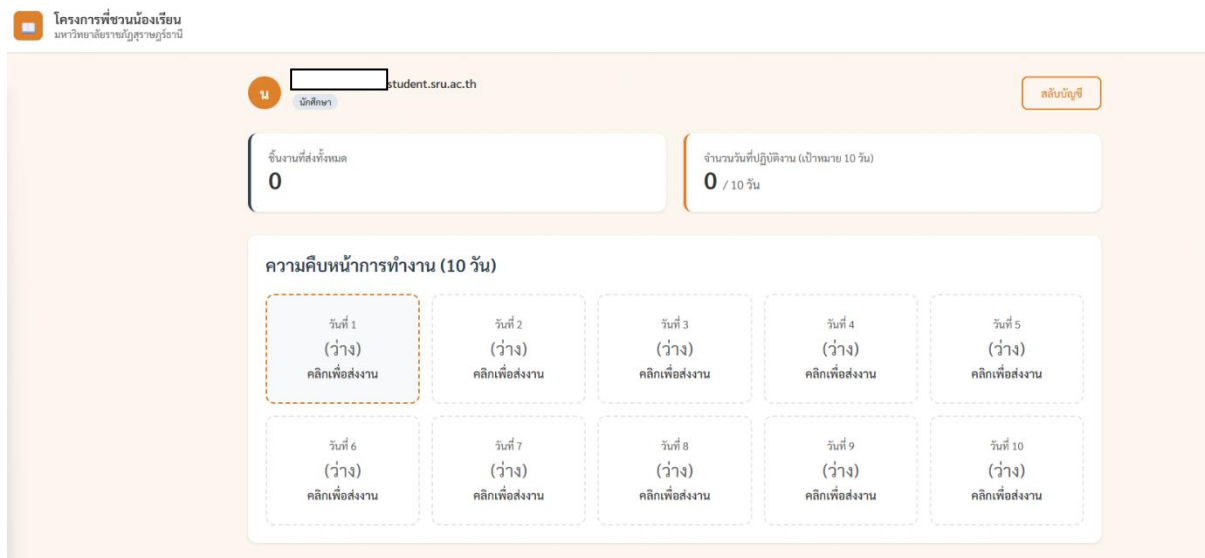 โครงการพี่ชวนน้องเรียน
มหาวิทยาลัยราชภัฏสุราษฎร์ธานี
น
student.sru.ac.th
นักศึกษา
สลับบัญชี
ชิ้นงานที่ส่งทั้งหมด
0
จำนวนวันที่ปฏิบัติงาน (เป้าหมาย 10 วัน)
0 / 10 วัน
ความคืบหน้าการทำงาน (10 วัน)
วันที่ 1
(ว่าง)
คลิกเพื่อส่งงาน
วันที่ 2
(ว่าง)
คลิกเพื่อส่งงาน
วันที่ 3
(ว่าง)
คลิกเพื่อส่งงาน
วันที่ 4
(ว่าง)
คลิกเพื่อส่งงาน
วันที่ 5
(ว่าง)
คลิกเพื่อส่งงาน
วันที่ 6
(ว่าง)
คลิกเพื่อส่งงาน
วันที่ 7
(ว่าง)
คลิกเพื่อส่งงาน
วันที่ 8
(ว่าง)
คลิกเพื่อส่งงาน
วันที่ 9
(ว่าง)
คลิกเพื่อส่งงาน
วันที่ 10
(ว่าง)
คลิกเพื่อส่งงาน